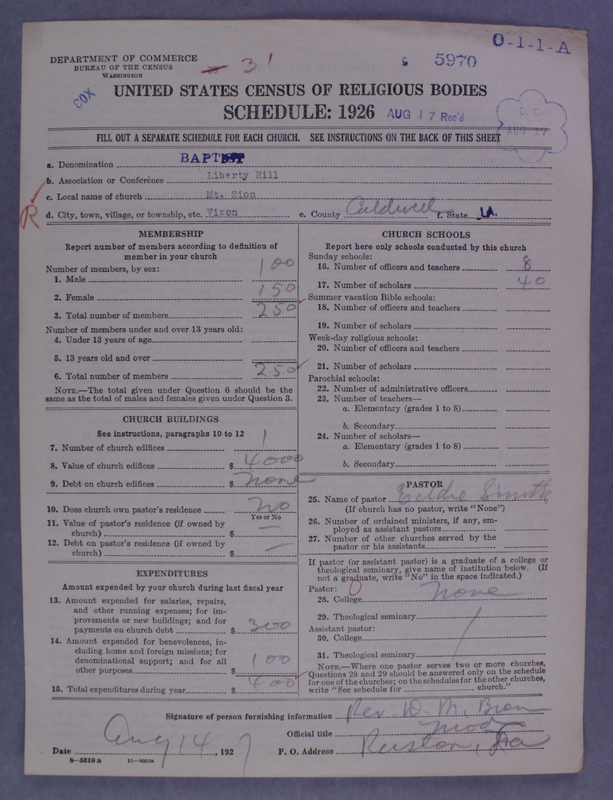 DEPARTMENT OF COMMERCE
BUREAU OF THE CENSUS
WASHINGTON
31
5970
0-1-1-A
COX
UNITED STATES CENSUS OF RELIGIOUS BODIES
SCHEDULE: 1926
AUG 17 Rec'd
AUG 17
FILL OUT A SEPARATE SCHEDULE FOR EACH CHURCH. SEE INSTRUCTIONS ON THE BACK OF THIS SHEET
a. Denomination BAPTIST
b. Association or Conference Liberty Hill
c. Local name of church Mt. Zion
R
d. City, town, village, or township, etc. Vixon e. County Caldwell f. State LA.
MEMBERSHIP
Report number of members according to definition of
member in your church
Number of members, by sex:
1. Male 100
2. Female 150
3. Total number of members 250
Number of members under and over 13 years old:
4. Under 13 years of age
5. 13 years old and over
6. Total number of members 250
NOTE.—The total given under Question 6 should be
same as the total of males and females given under Question 3.
CHURCH BUILDINGS
See instructions, paragraphs 10 to 12
7. Number of church edifices 1
8. Value of church edifices $ 4000
9. Debt on church edifices $ none
10. Does church own pastor's residence no
Yes or No
11. Value of pastor's residence (if owned by
church) $ —
12. Debt on pastor's residence (if owned by
church) $ —
EXPENDITURES
Amount expended by your church during last fiscal year
13. Amount expended for salaries, repairs,
and other running expenses; for im-
provements or new buildings; and for
payments on church debt $ 300
14. Amount expended for benevolences, in-
cluding home and foreign missions; for
denominational support; and for all
other purposes $ 100
15. Total expenditures during year $ 400
CHURCH SCHOOLS
Report here only schools conducted by this church
Sunday schools:
16. Number of officers and teachers 8
17. Number of scholars 40
Summer vacation Bible schools:
18. Number of officers and teachers
19. Number of scholars
Week-day religious schools:
20. Number of officers and teachers
21. Number of scholars
Parochial schools:
22. Number of administrative officers
23. Number of teachers—
a. Elementary (grades 1 to 8)
b. Secondary
24. Number of scholars—
a. Elementary (grades 1 to 8)
b. Secondary
PASTOR
25. Name of pastor Eddie Smith
(If church has no pastor, write "None")
26. Number of ordained ministers, if any, em-
ployed as assistant pastors
27. Number of other churches served by the
pastor or his assistants
If pastor (or assistant pastor) is a graduate of a college or
theological seminary, give name of institution below. (If
not a graduate, write "No" in the space indicated.)
Pastor: 0
28. College none
29. Theological seminary
Assistant pastor:
30. College
31. Theological seminary
NOTE.—Where one pastor serves two or more churches,
Questions 28 and 29 should be answered only on the schedule
for one of the churches; on the schedules for the other churches,
write "See schedule for church."
Signature of person furnishing information Rev. D. M.
Official title Mod
Date Aug 14, 1927 P. O. Address Ruston, La
8-5518 a